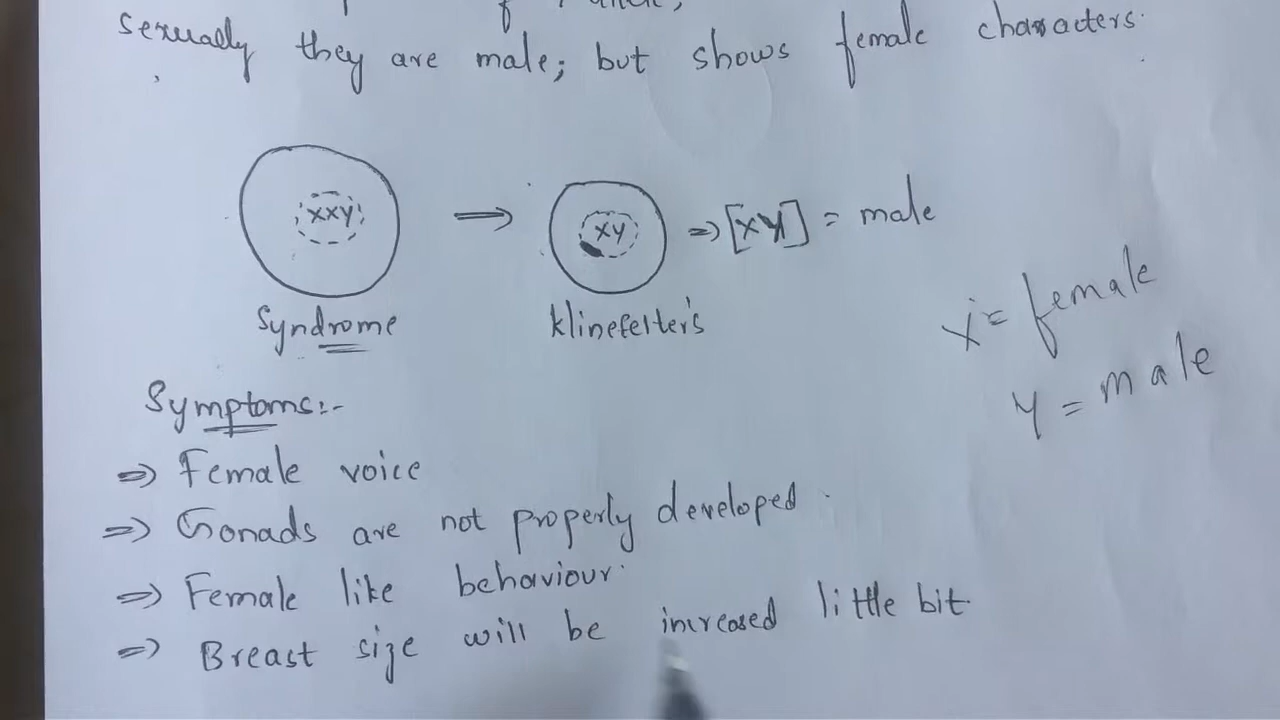 sexually they are male; but shows female characters.
XXY
XY
⇒ [XY] = male
Syndrome
klinefelter's
X = female
Y = male
Symptoms:-
⇒ Female voice
⇒ Gonads are not properly developed.
⇒ Female like behaviour.
⇒ Breast size will be increased little bit